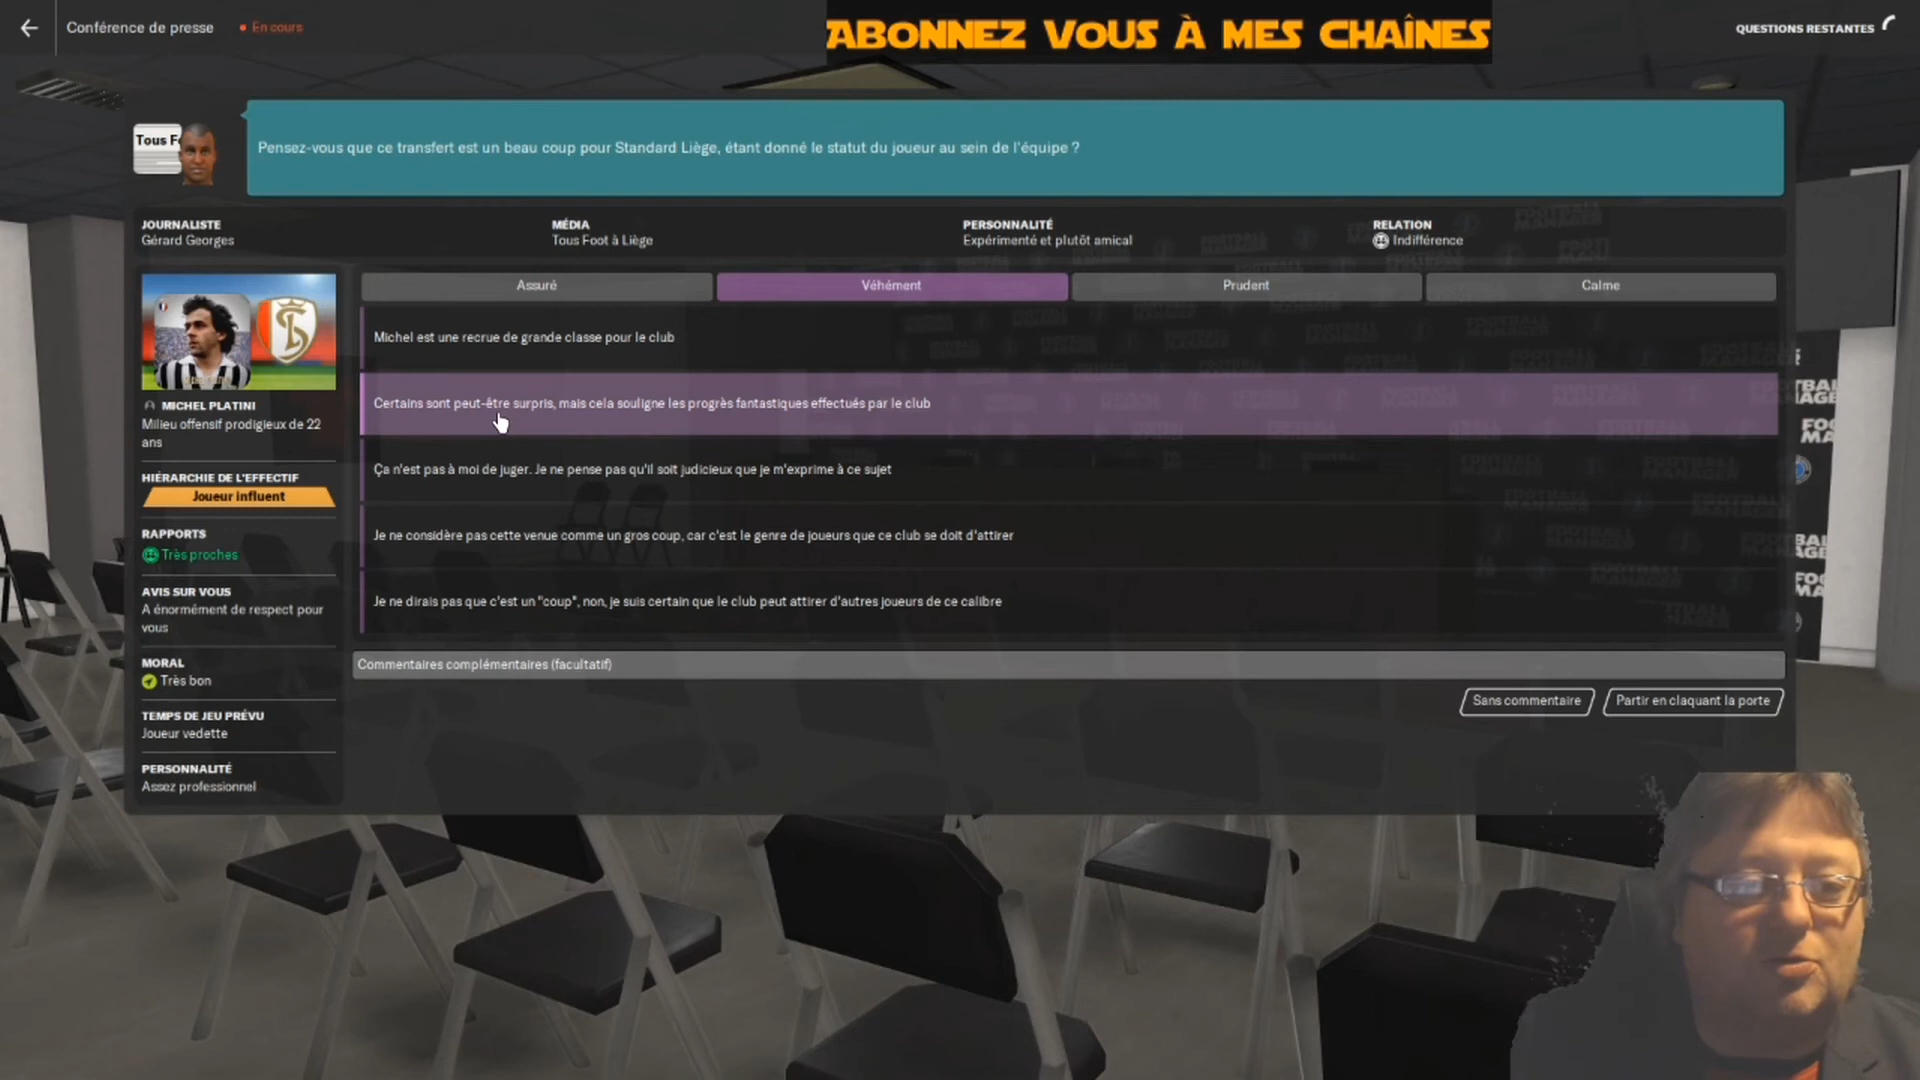 Conférence de presse
En cours
ABONNEZ VOUS À MES CHAÎNES
QUESTIONS RESTANTES
Tous F
Pensez-vous que ce transfert est un beau coup pour Standard Liège, étant donné le statut du joueur au sein de l'équipe ?
JOURNALISTE
Gérard Georges
MÉDIA
Tous Foot à Liège
PERSONNALITÉ
Expérimenté et plutôt amical
RELATION
Indifférence
Assuré
Véhément
Prudent
Calme
Michel est une recrue de grande classe pour le club
Certains sont peut-être surpris, mais cela souligne les progrès fantastiques effectués par le club
Ça n'est pas à moi de juger. Je ne pense pas qu'il soit judicieux que je m'exprime à ce sujet
Je ne considère pas cette venue comme un gros coup, car c'est le genre de joueurs que ce club se doit d'attirer
Je ne dirais pas que c'est un "coup", non, je suis certain que le club peut attirer d'autres joueurs de ce calibre
Commentaires complémentaires (facultatif)
Sans commentaire
Partir en claquant la porte
MICHEL PLATINI
Milieu offensif prodigieux de 22
ans
HIÉRARCHIE DE L'EFFECTIF
Joueur influent
RAPPORTS
Très proches
AVIS SUR VOUS
A énormément de respect pour
vous
MORAL
Très bon
TEMPS DE JEU PRÉVU
Joueur vedette
PERSONNALITÉ
Assez professionnel